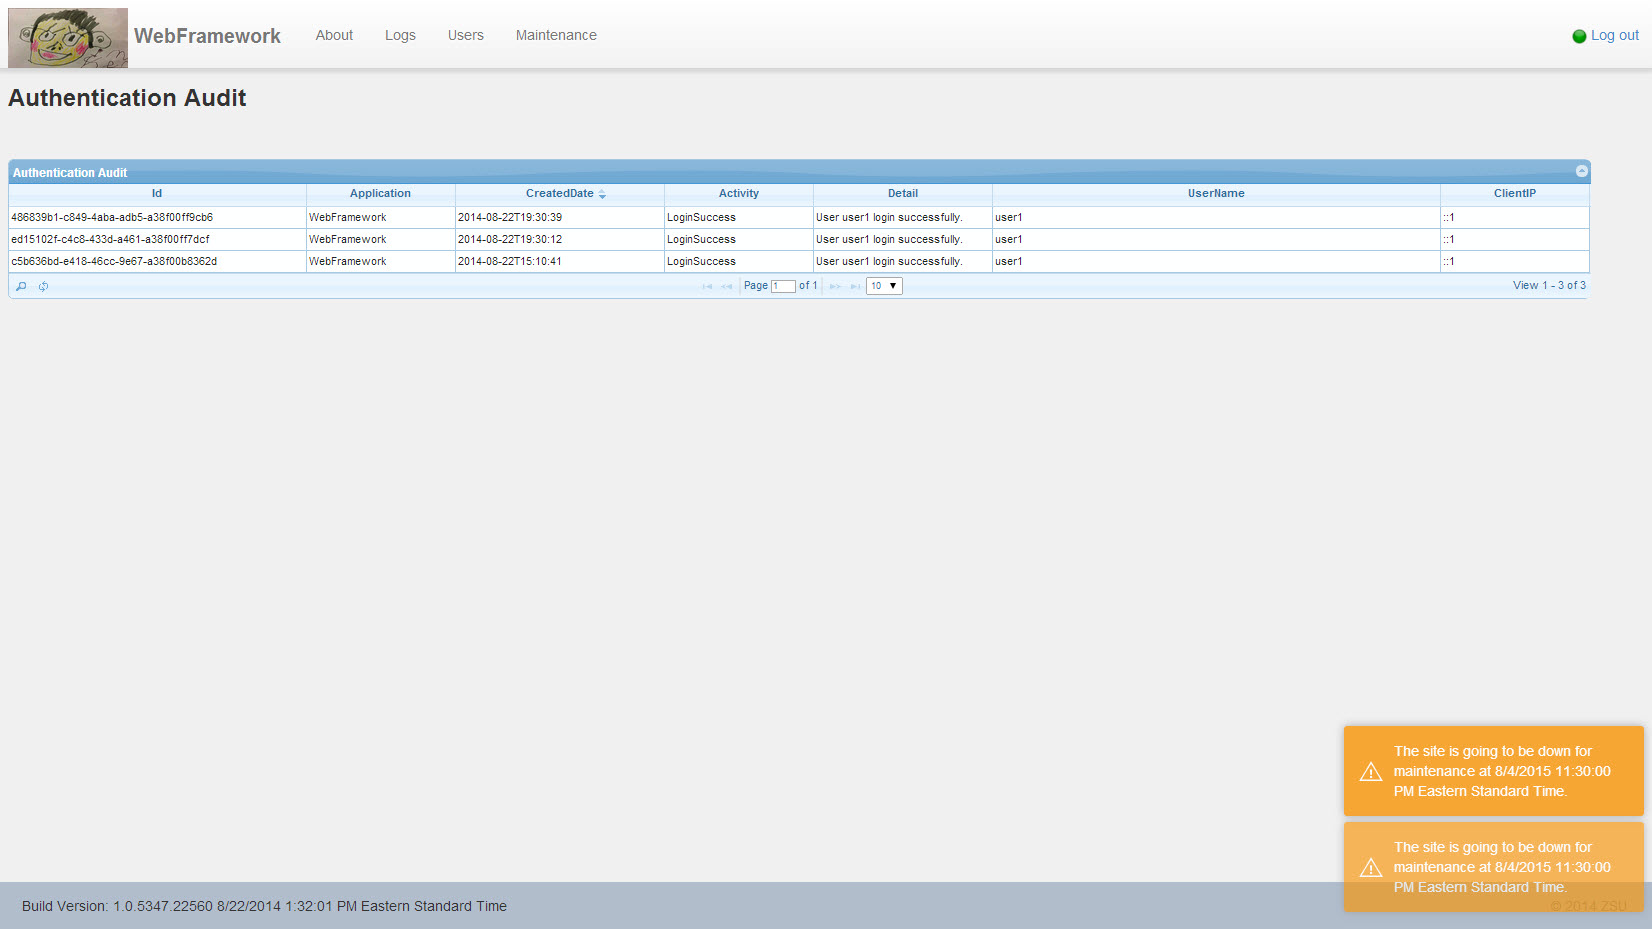 WebFramework About Logs Users Maintenance Log out
Authentication Audit
Authentication Audit
Id Application CreatedDate Activity Detail UserName ClientIP
486839b1-c849-4aba-adb5-a38f00ff9cb6 WebFramework 2014-08-22T19:30:39 LoginSuccess User user1 login successfully. user1 ::1
ed15102f-c4c8-433d-a461-a38f00ff7dcf WebFramework 2014-08-22T19:30:12 LoginSuccess User user1 login successfully. user1 ::1
c5b636bd-e418-46cc-9e67-a38f00b8362d WebFramework 2014-08-22T15:10:41 LoginSuccess User user1 login successfully. user1 ::1
Page 1 of 1 10 View 1 - 3 of 3
The site is going to be down for
maintenance at 8/4/2015 11:30:00
PM Eastern Standard Time.
The site is going to be down for
maintenance at 8/4/2015 11:30:00
PM Eastern Standard Time.
Build Version: 1.0.5347.22560 8/22/2014 1:32:01 PM Eastern Standard Time © 2014 ZSU